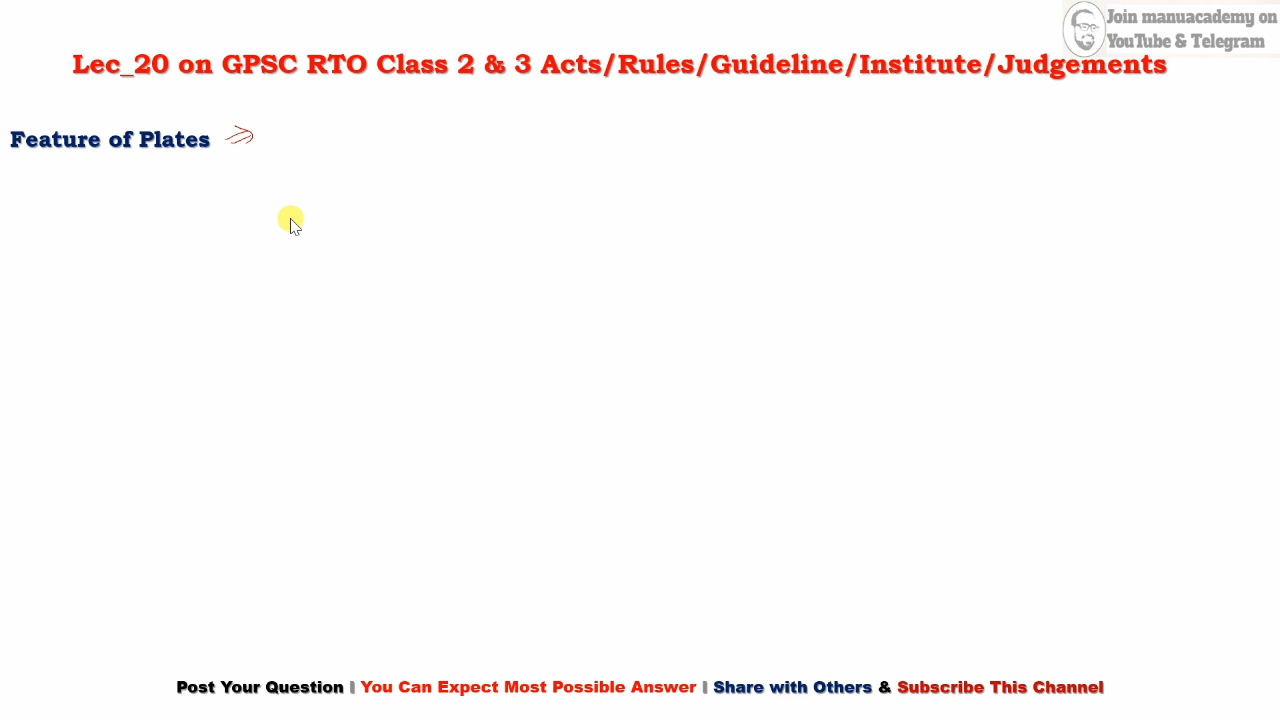 Join manuacademy on
YouTube & Telegram
Lec_20 on GPSC RTO Class 2 & 3 Acts/Rules/Guideline/Institute/Judgements
Feature of Plates
Post Your Question | You Can Expect Most Possible Answer | Share with Others & Subscribe This Channel